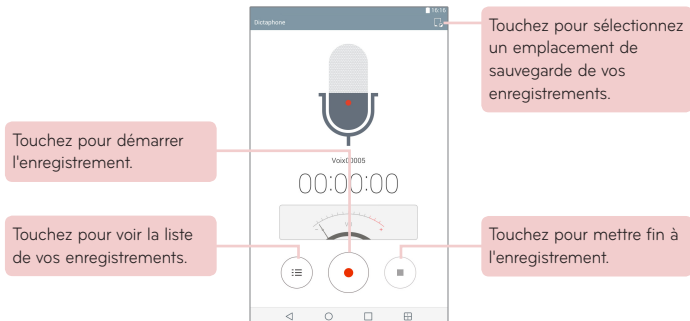 16:16
Dictaphone
Touchez pour sélectionnez
un emplacement de
sauvegarde de vos
enregistrements.
Touchez pour démarrer
l'enregistrement.
Voix00005
00:00:00
VU
Touchez pour voir la liste
de vos enregistrements.
Touchez pour mettre fin à
l'enregistrement.